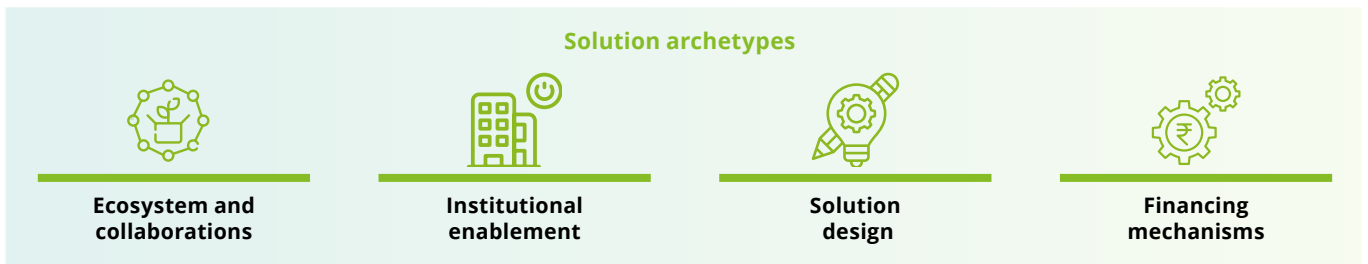 Solution archetypes
₹
Ecosystem and
collaborations
Institutional
enablement
Solution
design
Financing
mechanisms